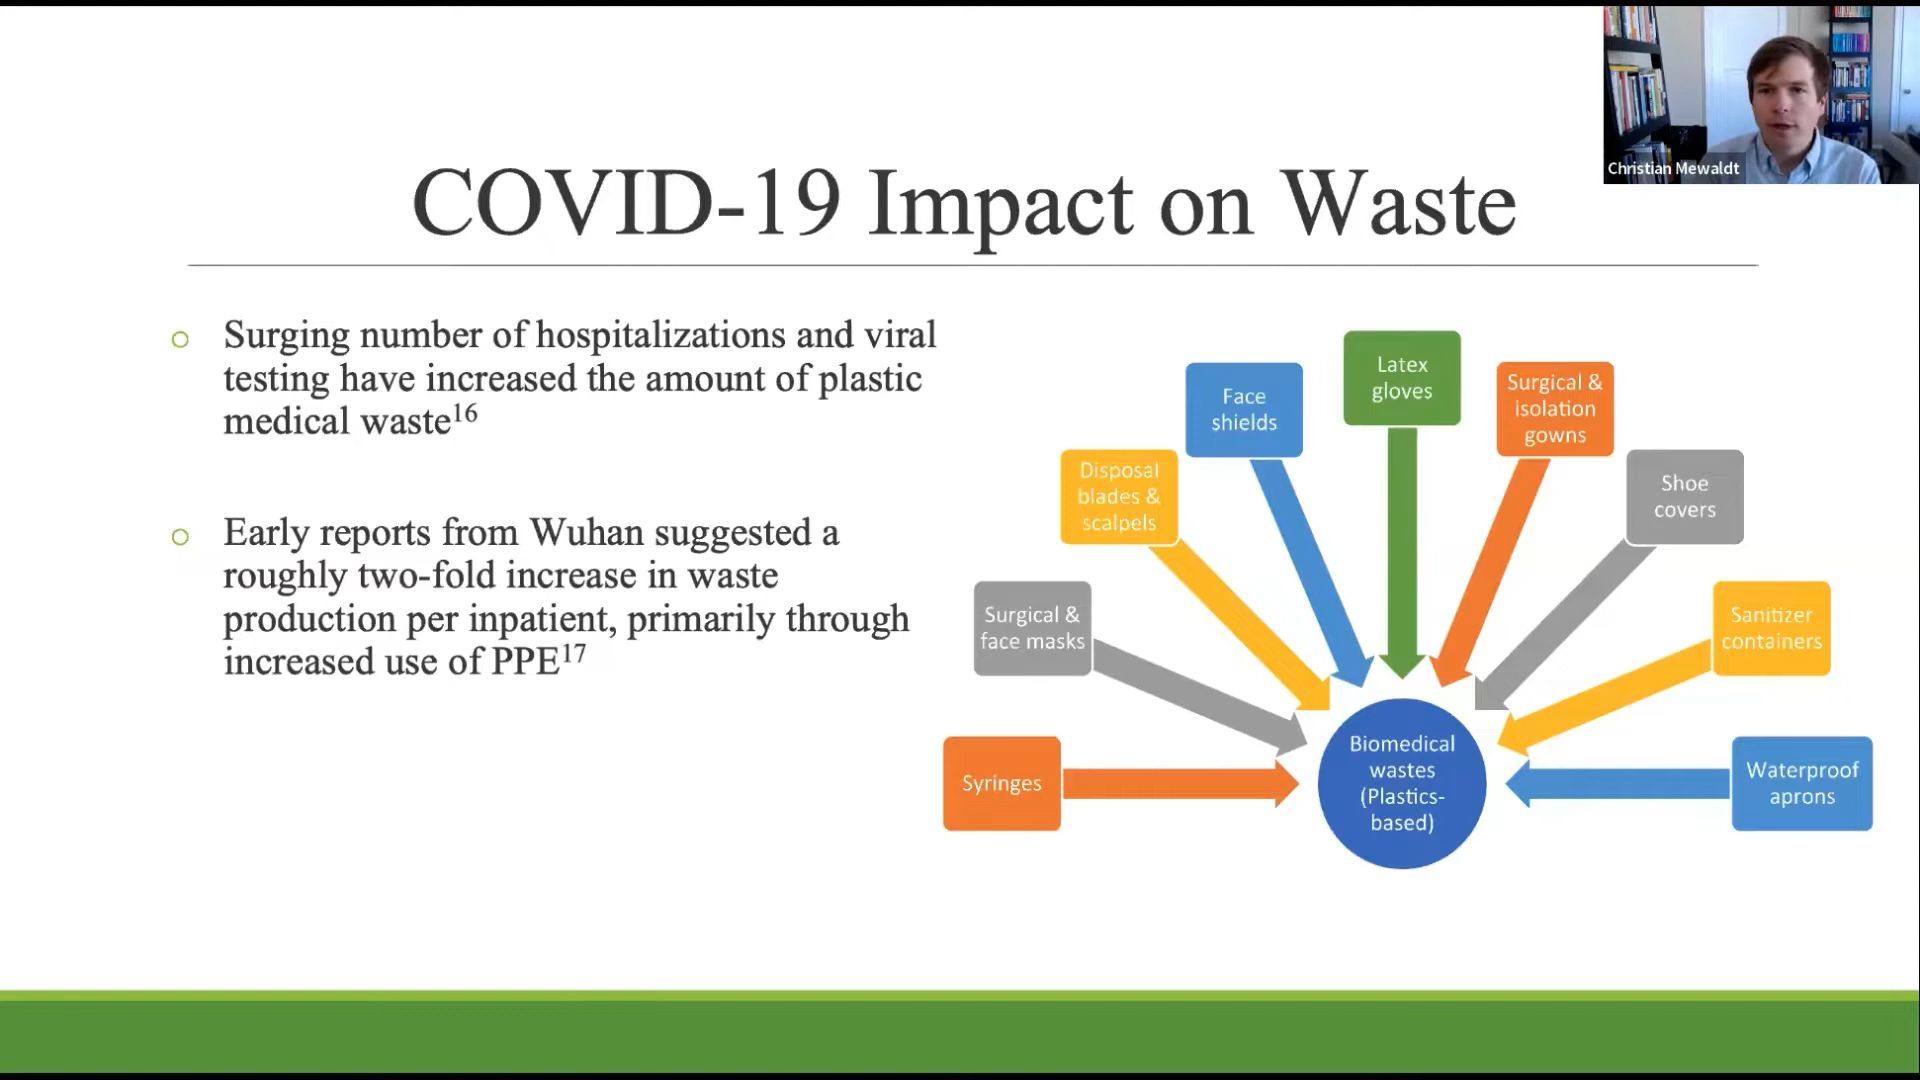 Christian Mewaldt
COVID-19 Impact on Waste
Surging number of hospitalizations and viral
testing have increased the amount of plastic
medical waste16
Early reports from Wuhan suggested a
roughly two-fold increase in waste
production per inpatient, primarily through
increased use of PPE17
Syringes
Surgical &
face masks
Disposal
blades &
scalpels
Face
shields
Latex
gloves
Surgical &
isolation
gowns
Shoe
covers
Sanitizer
containers
Waterproof
aprons
Biomedical
wastes
(Plastics-
based)